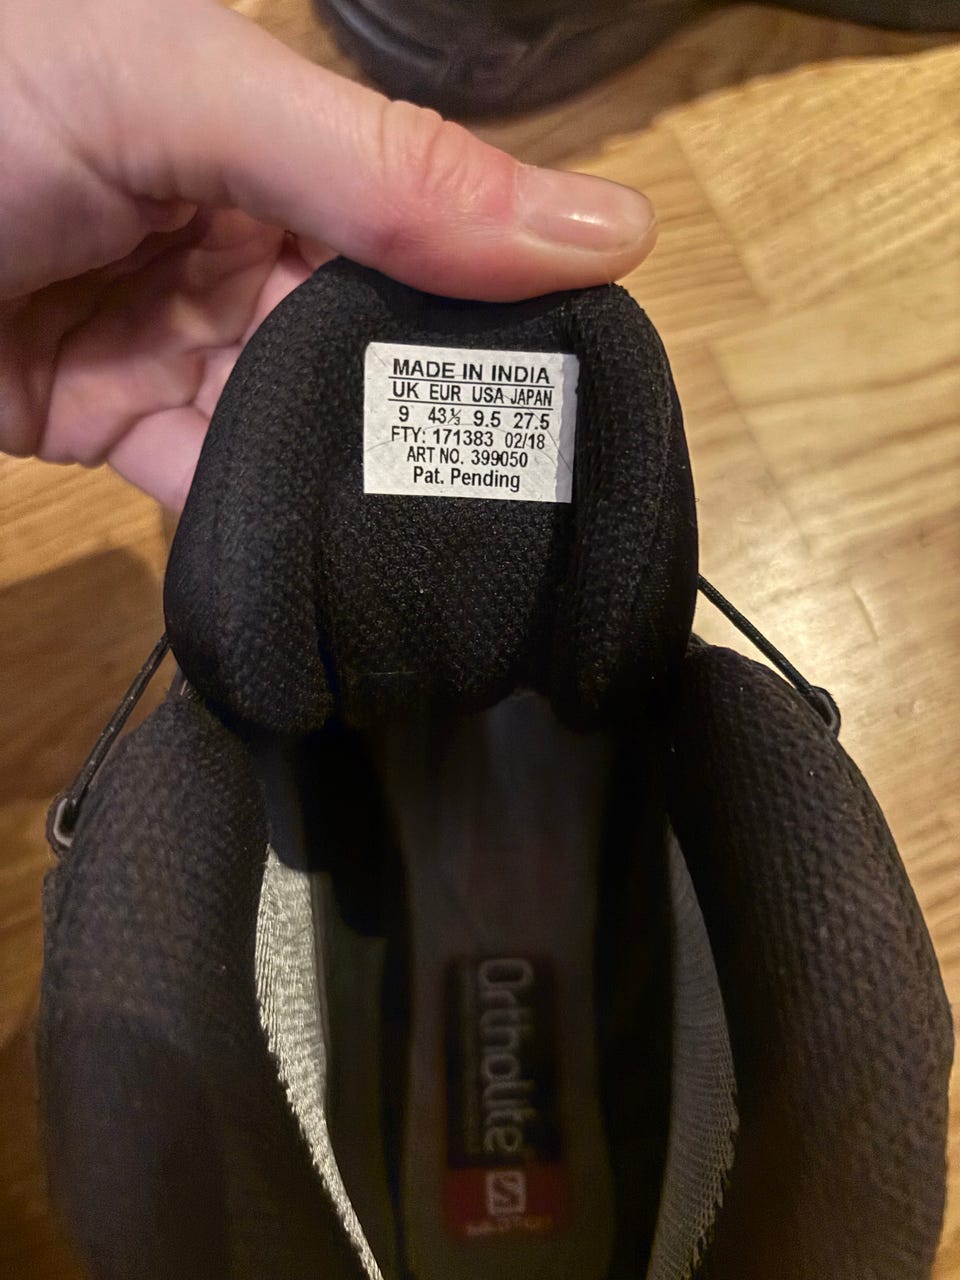 MADE IN INDIA
UK EUR USA JAPAN
9 43⅓ 9.5 27.5
FTY: 171383 02/18
ART NO. 399050
Pat. Pending
Ortholite
S